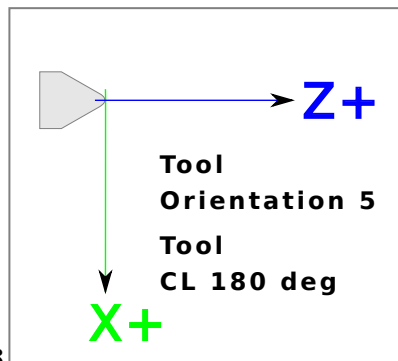 Z+
Tool
Orientation 5
Tool
CL 180 deg
X+